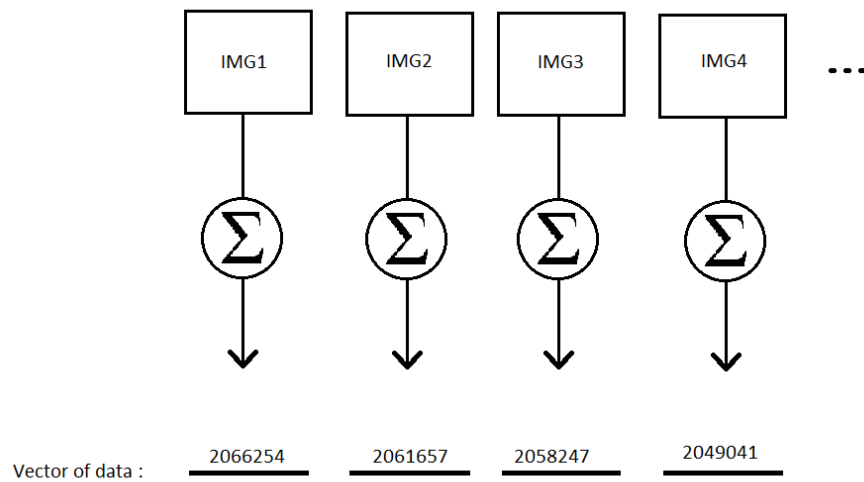 IMG1 IMG2 IMG3 IMG4 ...
Σ Σ Σ Σ
Vector of data : 2066254 2061657 2058247 2049041